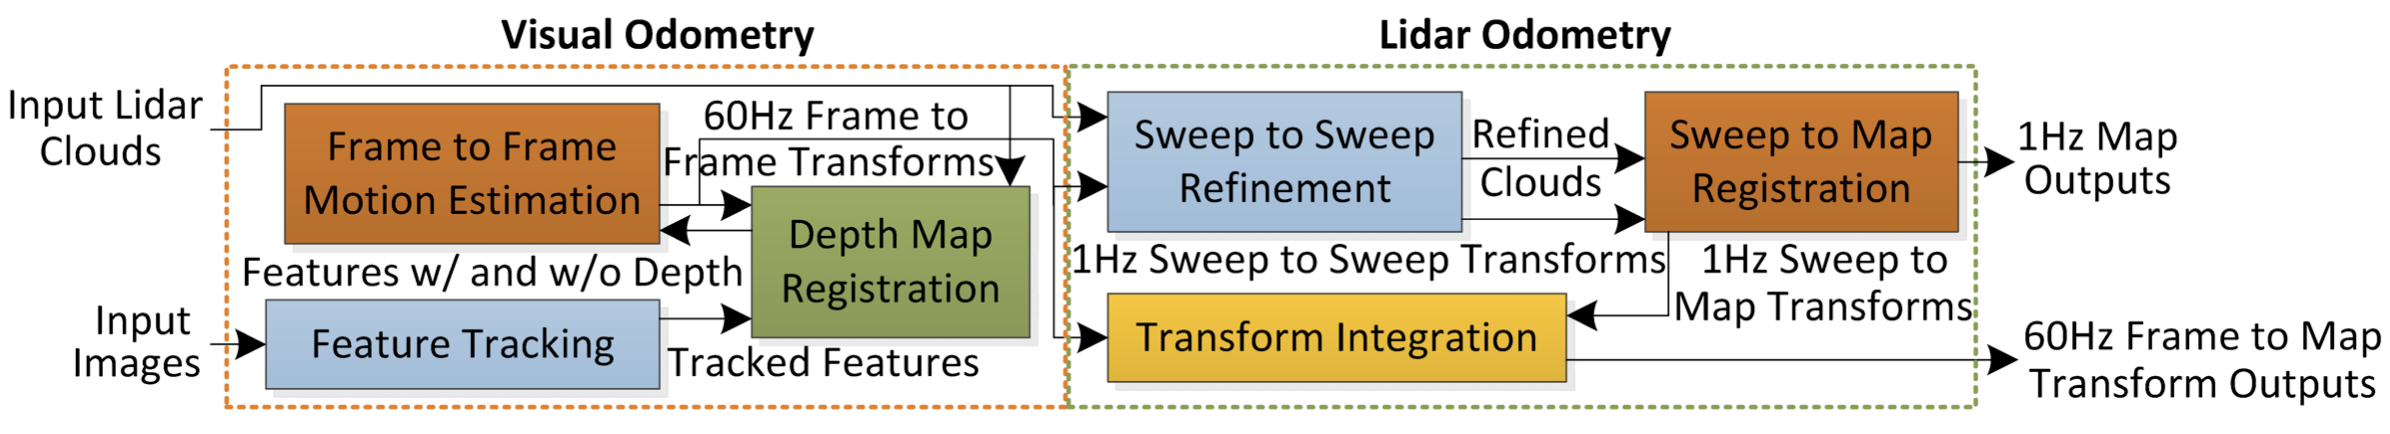 Visual Odometry
Lidar Odometry
Input Lidar
Clouds
Frame to Frame
Motion Estimation
60Hz Frame to
Frame Transforms
Depth Map
Registration
Features w/ and w/o Depth
Input
Images
Feature Tracking
Tracked Features
Sweep to Sweep
Refinement
Refined
Clouds
Sweep to Map
Registration
1Hz Map
Outputs
1Hz Sweep to Sweep Transforms
1Hz Sweep to
Map Transforms
Transform Integration
60Hz Frame to Map
Transform Outputs